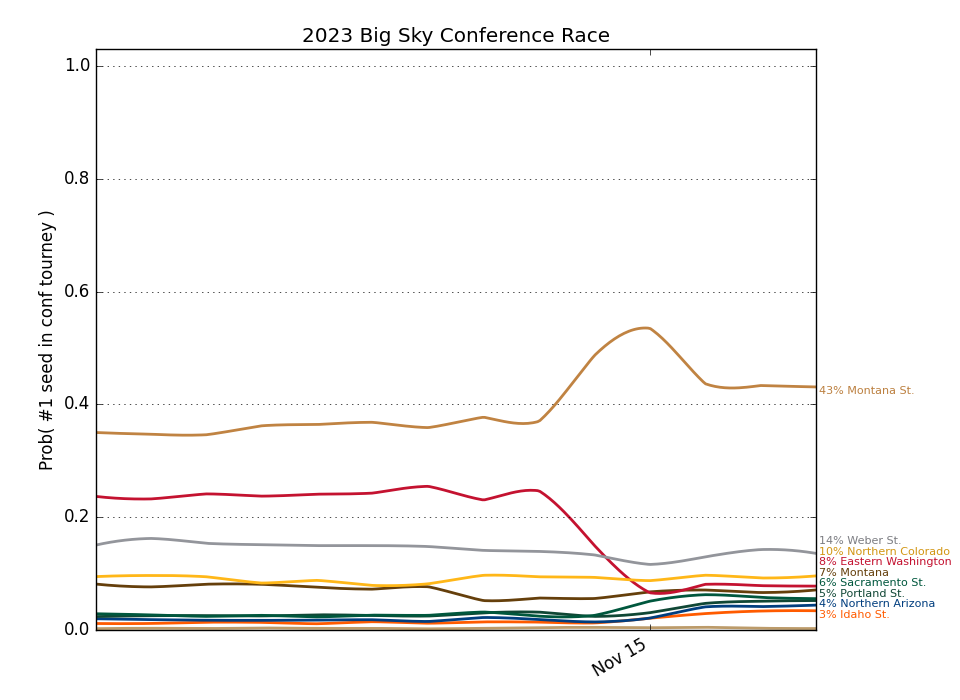 2023 Big Sky Conference Race
Prob( #1 seed in conf tourney )
1.0
0.8
0.6
0.4
0.2
0.0
Nov 15
43% Montana St.
14% Weber St.
10% Northern Colorado
8% Eastern Washington
7% Montana
6% Sacramento St.
5% Portland St.
4% Northern Arizona
3% Idaho St.